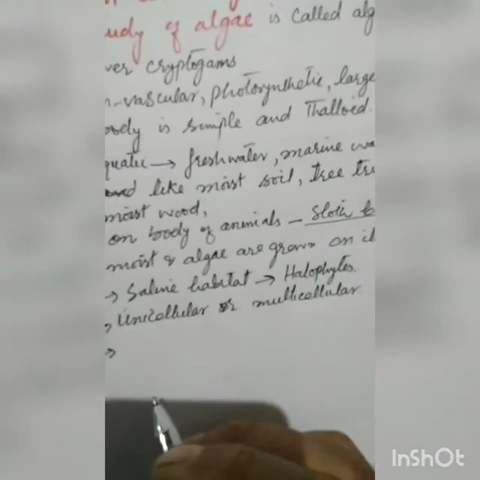 udy of algae is called alg
ver cryptogams
-vascular, photosynthetic, large
body is simple and Thalloid.
quatic → freshwater, marine wa
like moist soil, tree tr
moist wood,
on body of animals - Sloth b
moist & algae are grown on it
→ Saline habitat → Halophytes
→ Unicellular or multicellular
→
InShOt